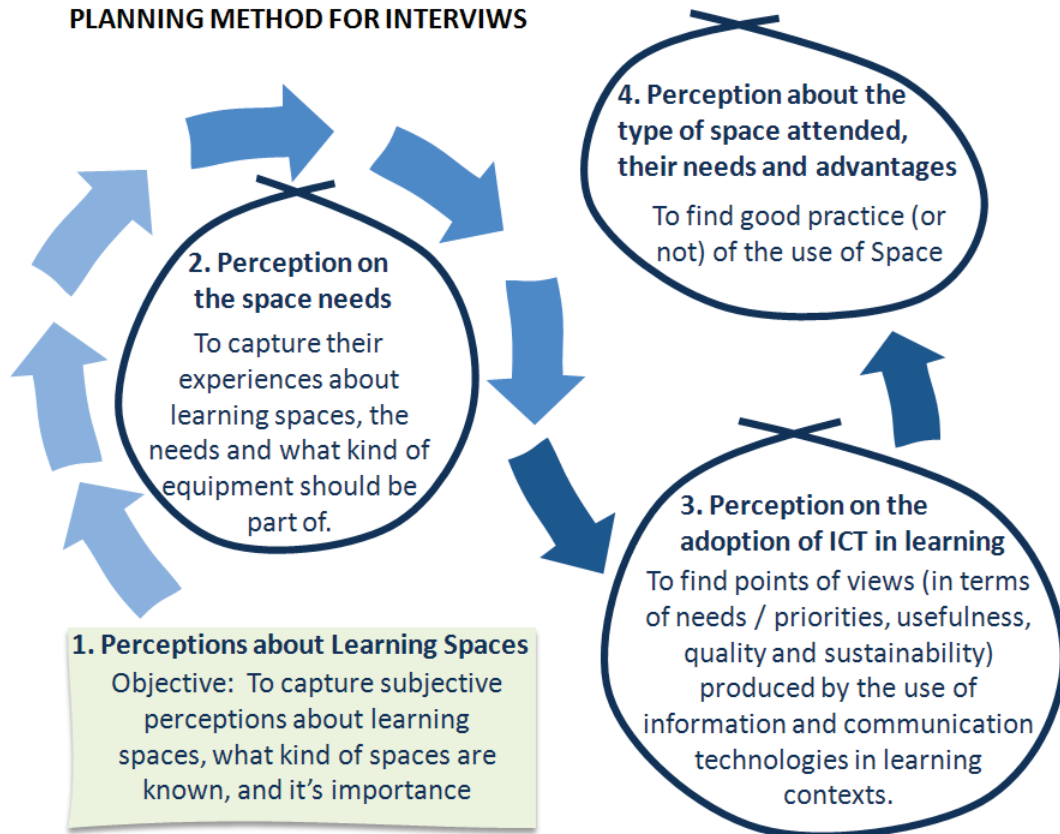 PLANNING METHOD FOR INTERVIWS
1. Perceptions about Learning Spaces
Objective: To capture subjective
perceptions about learning
spaces, what kind of spaces are
known, and it's importance
2. Perception on
the space needs
To capture their
experiences about
learning spaces, the
needs and what kind of
equipment should be
part of.
3. Perception on the
adoption of ICT in learning
To find points of views (in terms
of needs / priorities, usefulness,
quality and sustainability)
produced by the use of
information and communication
technologies in learning
contexts.
4. Perception about the
type of space attended,
their needs and advantages
To find good practice (or
not) of the use of Space